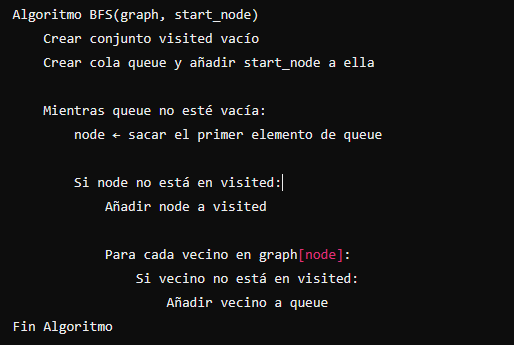 Algoritmo BFS(graph, start_node)
    Crear conjunto visited vacío
    Crear cola queue y añadir start_node a ella

    Mientras queue no esté vacía:
        node ← sacar el primer elemento de queue

        Si node no está en visited:
            Añadir node a visited

            Para cada vecino en graph[node]:
                Si vecino no está en visited:
                    Añadir vecino a queue
Fin Algoritmo